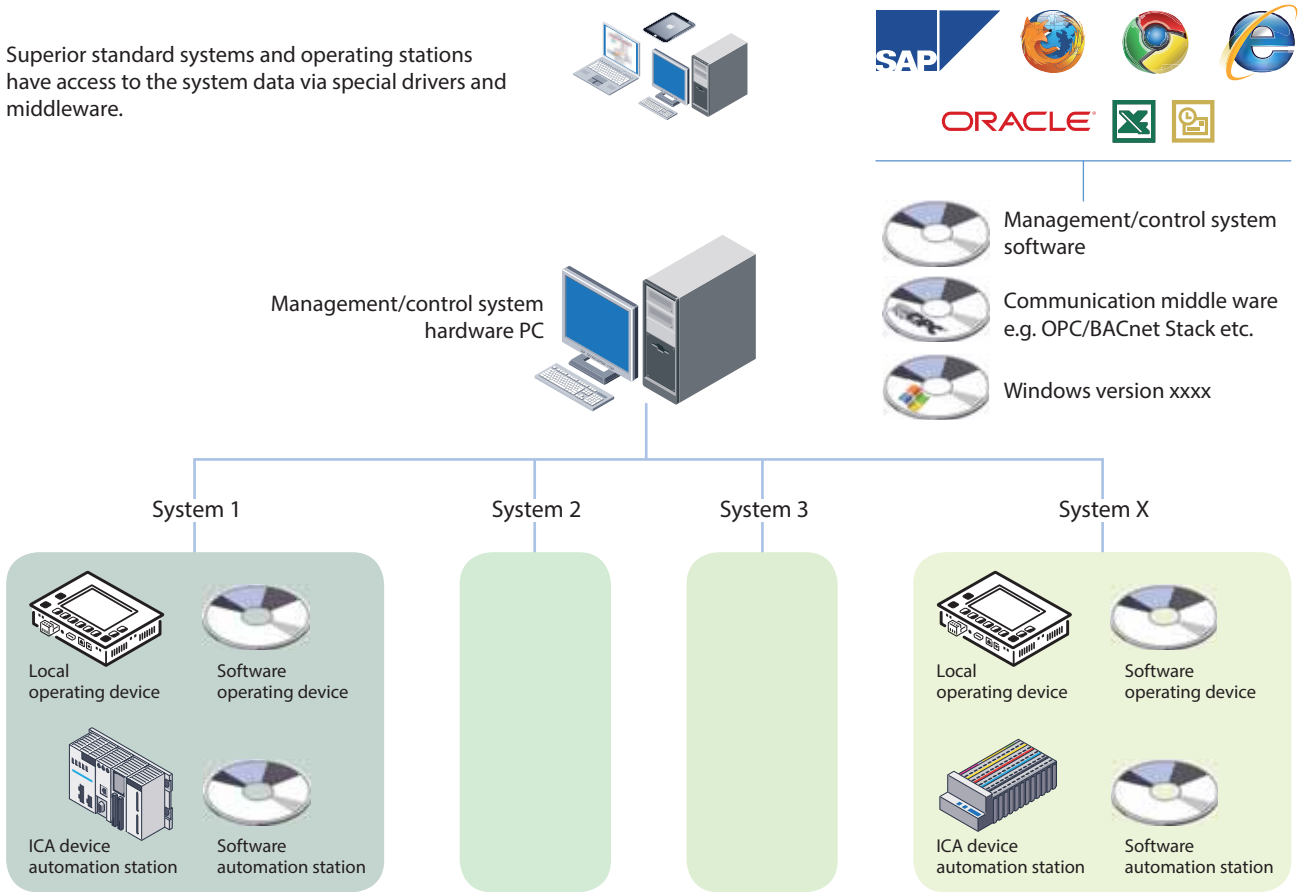 Superior standard systems and operating stations
have access to the system data via special drivers and
middleware.
SAP
ORACLE
Management/control system
software
Communication middle ware
e.g. OPC/BACnet Stack etc.
Windows version xxxx
Management/control system
hardware PC
System 1
System 2
System 3
System X
Local
operating device
Software
operating device
ICA device
automation station
Software
automation station
Local
operating device
Software
operating device
ICA device
automation station
Software
automation station